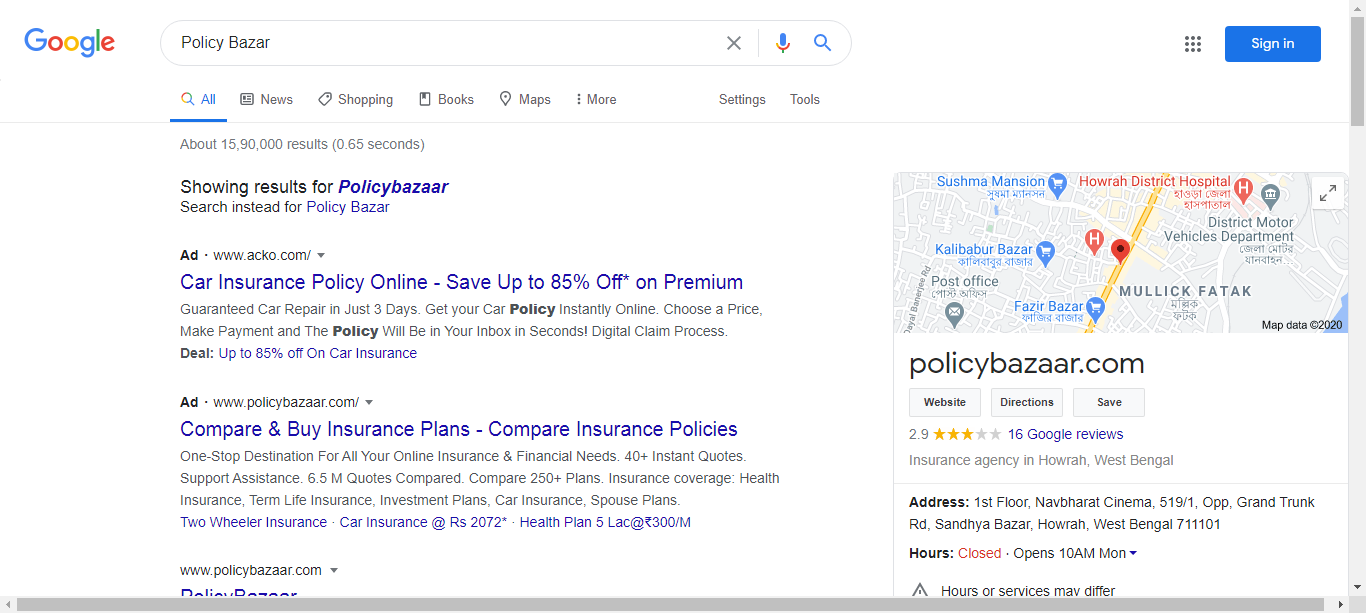 Google
Policy Bazar
Sign in
All
News
Shopping
Books
Maps
More
Settings
Tools
About 15,90,000 results (0.65 seconds)
Showing results for Policybazaar
Search instead for Policy Bazar
Ad · www.acko.com/
Car Insurance Policy Online - Save Up to 85% Off* on Premium
Guaranteed Car Repair in Just 3 Days. Get your Car Policy Instantly Online. Choose a Price,
Make Payment and The Policy Will Be in Your Inbox in Seconds! Digital Claim Process.
Deal: Up to 85% off On Car Insurance
Ad · www.policybazaar.com/
Compare & Buy Insurance Plans - Compare Insurance Policies
One-Stop Destination For All Your Online Insurance & Financial Needs. 40+ Instant Quotes.
Support Assistance. 6.5 M Quotes Compared. Compare 250+ Plans. Insurance coverage: Health
Insurance, Term Life Insurance, Investment Plans, Car Insurance, Spouse Plans.
Two Wheeler Insurance · Car Insurance @ Rs 2072* · Health Plan 5 Lac@₹300/M
www.policybazaar.com
PolicyBazaar
Sushma Mansion
সুষমা ম্যানসন
Howrah District Hospital
হাওড়া জেলা
হাসপাতাল
H
District Motor
Vehicles Department
জেলা মোটর
যানবাহন...
Kalibabur Bazar
কালিবাবুর বাজার
H
Post office
পোস্ট অফিস
Dayal Banerjee Rd
Fazir Bazar
ফাজির বাজার
MULLICK FATAK
মল্লিক
ফটক
Map data ©2020
policybazaar.com
Website
Directions
Save
2.9
16 Google reviews
Insurance agency in Howrah, West Bengal
Address: 1st Floor, Navbharat Cinema, 519/1, Opp, Grand Trunk
Rd, Sandhya Bazar, Howrah, West Bengal 711101
Hours: Closed · Opens 10AM Mon
Hours or services may differ